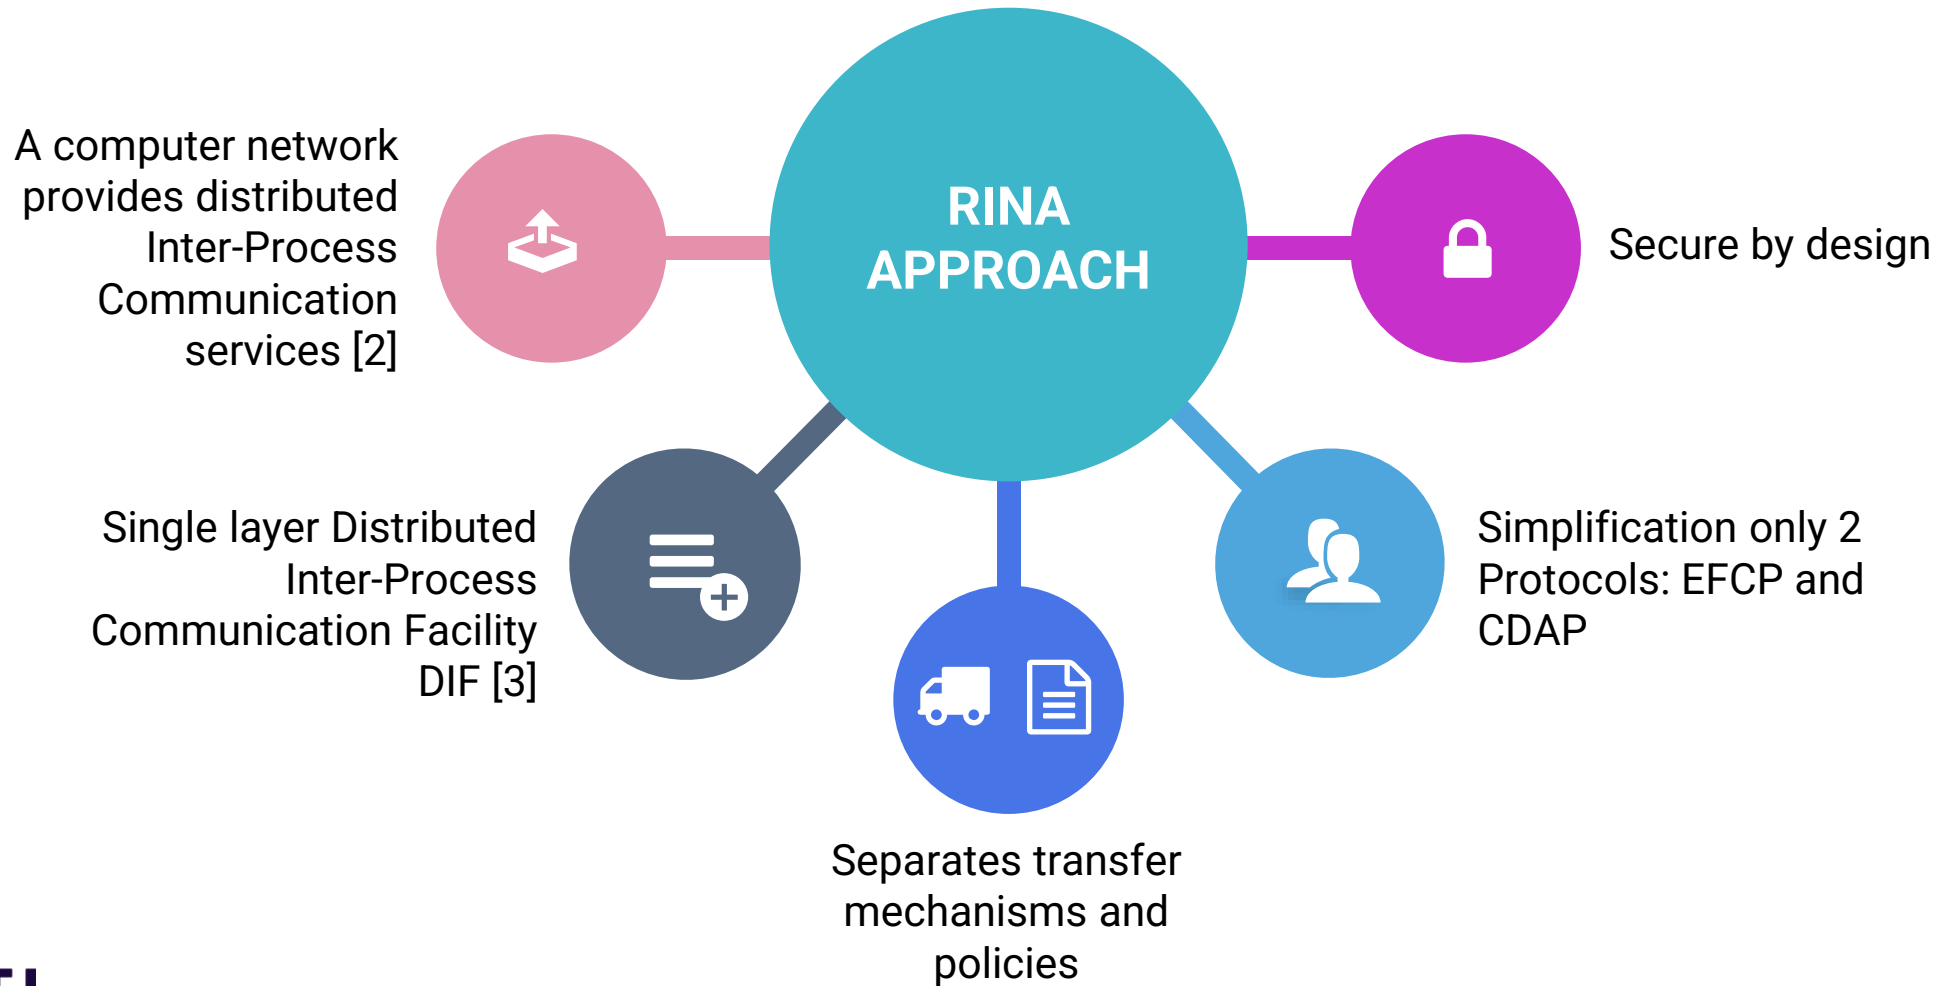 RINA
APPROACH
A computer network
provides distributed
Inter-Process
Communication
services [2]
Secure by design
Single layer Distributed
Inter-Process
Communication Facility
DIF [3]
Simplification only 2
Protocols: EFCP and
CDAP
Separates transfer
mechanisms and
policies